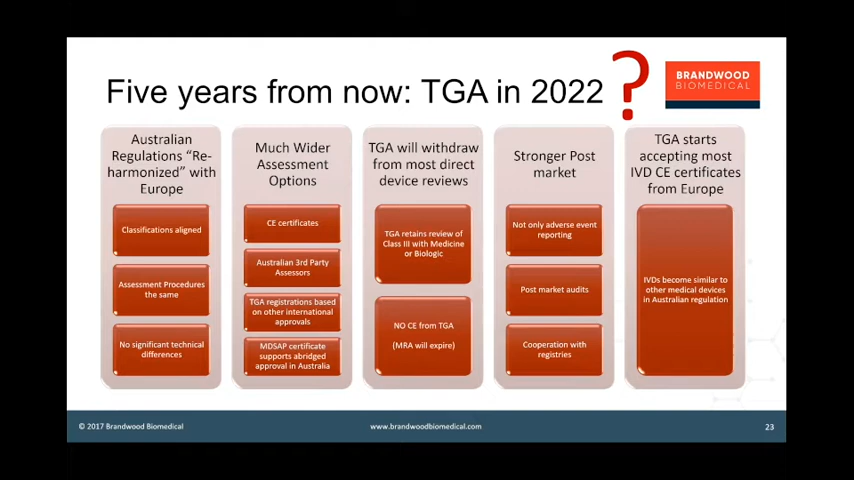 Five years from now: TGA in 2022 ?
BRANDWOOD
BIOMEDICAL
Australian
Regulations “Re-
harmonized” with
Europe
Classifications aligned
Assessment Procedures
the same
No significant technical
differences
Much Wider
Assessment
Options
CE certificates
Australian 3rd Party
Assessors
TGA registrations based
on other international
approvals
MDSAP certificate
supports abridged
approval in Australia
TGA will withdraw
from most direct
device reviews
TGA retains review of
Class III with Medicine
or Biologic
NO CE from TGA
(MRA will expire)
Stronger Post
market
Not only adverse event
reporting
Post market audits
Cooperation with
registries
TGA starts
accepting most
IVD CE certificates
from Europe
IVDs become similar to
other medical devices
in Australian regulation
© 2017 Brandwood Biomedical
www.brandwoodbiomedical.com
23